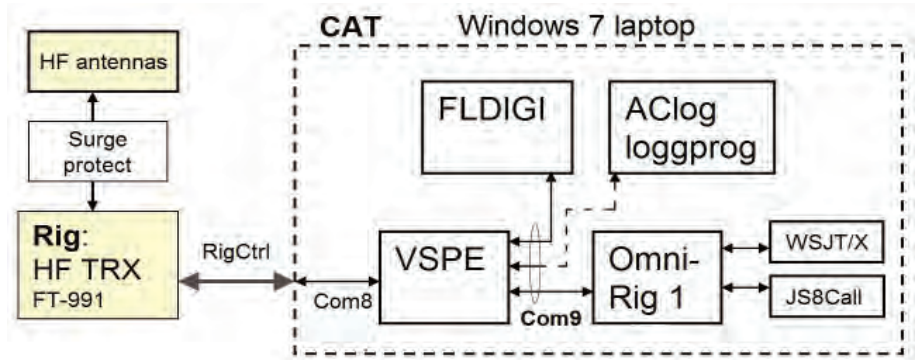 CAT
Windows 7 laptop
HF antennas
Surge
protect
Rig:
HF TRX
FT-991
RigCtrl
Com8
FLDIGI
AClog
loggprog
VSPE
Com9
Omni-
Rig 1
WSJT/X
JS8Call